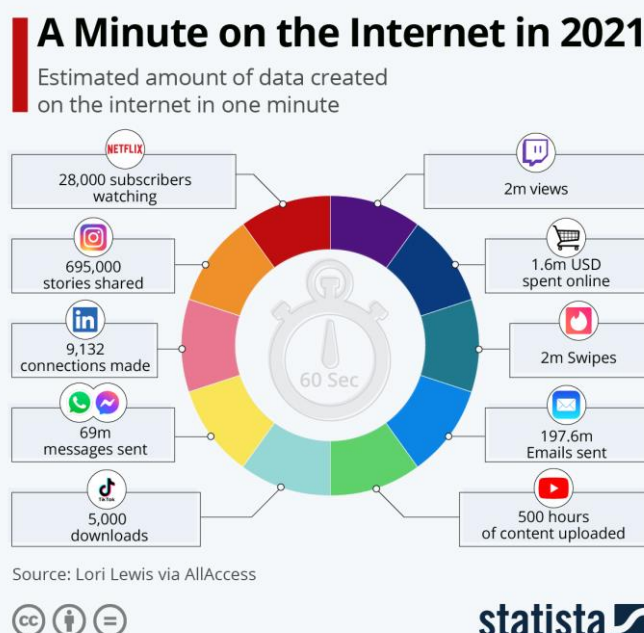 A Minute on the Internet in 2021
Estimated amount of data created
on the internet in one minute
NETFLIX
28,000 subscribers
watching
2m views
695,000
stories shared
1.6m USD
spent online
in
9,132
connections made
2m Swipes
60 Sec
69m
messages sent
197.6m
Emails sent
TikTok
5,000
downloads
500 hours
of content uploaded
Source: Lori Lewis via AllAccess
cc
statista